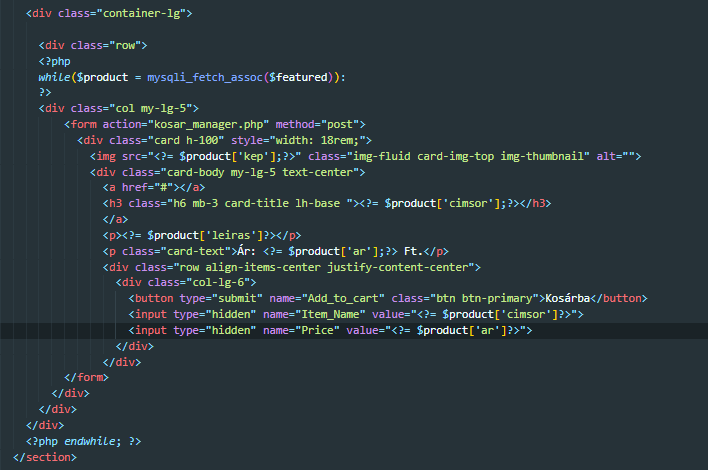 <div class="container-lg">
<div class="row">
<?php
while($product = mysqli_fetch_assoc($featured)):
?>
<div class="col my-lg-5">
<form action="kosar_manager.php" method="post">
<div class="card h-100" style="width: 18rem;">
<img src="<?= $product['kep'];?>" class="img-fluid card-img-top img-thumbnail" alt="">
<div class="card-body my-lg-5 text-center">
<a href="#"></a>
<h3 class="h6 mb-3 card-title lh-base "><?= $product['cimsor'];?></h3>
</a>
<p><?= $product['leiras']?></p>
<p class="card-text">Ár: <?= $product['ar'];?> Ft.</p>
<div class="row align-items-center justify-content-center">
<div class="col-lg-6">
<button type="submit" name="Add_to_cart" class="btn btn-primary">Kosárba</button>
<input type="hidden" name="Item_Name" value="<?= $product['cimsor']?>">
<input type="hidden" name="Price" value="<?= $product['ar']?>">
</div>
</div>
</form>
</div>
</div>
</div>
<?php endwhile; ?>
</section>